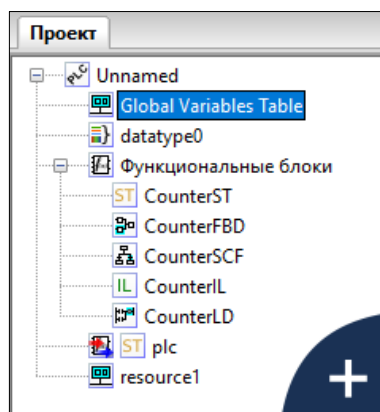 Проект
Unnamed
Global Variables Table
datatype0
Функциональные блоки
ST CounterST
CounterFBD
CounterSCF
IL CounterIL
CounterLD
ST plc
resource1